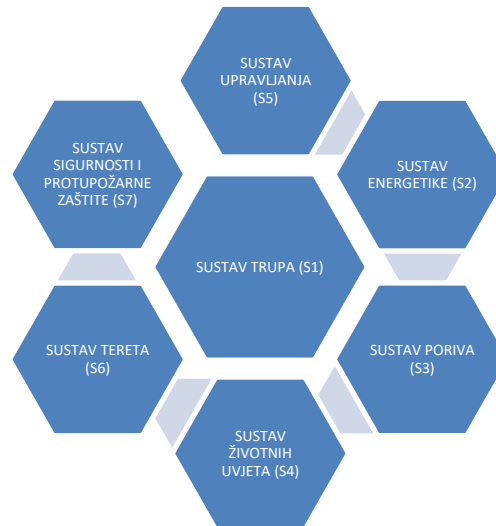 SUSTAV
UPRAVLJANJA
(S5)
SUSTAV
SIGURNOSTI I
PROTUPOŽARNE
ZAŠTITE (S7)
SUSTAV
ENERGETIKE (S2)
SUSTAV TRUPA (S1)
SUSTAV TERETA
(S6)
SUSTAV PORIVA
(S3)
SUSTAV
ŽIVOTNIH
UVJETA (S4)